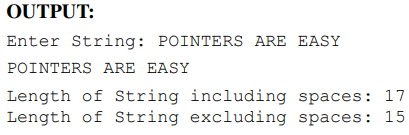 OUTPUT:
Enter String: POINTERS ARE EASY
POINTERS ARE EASY
Length of String including spaces: 17
Length of String excluding spaces: 15